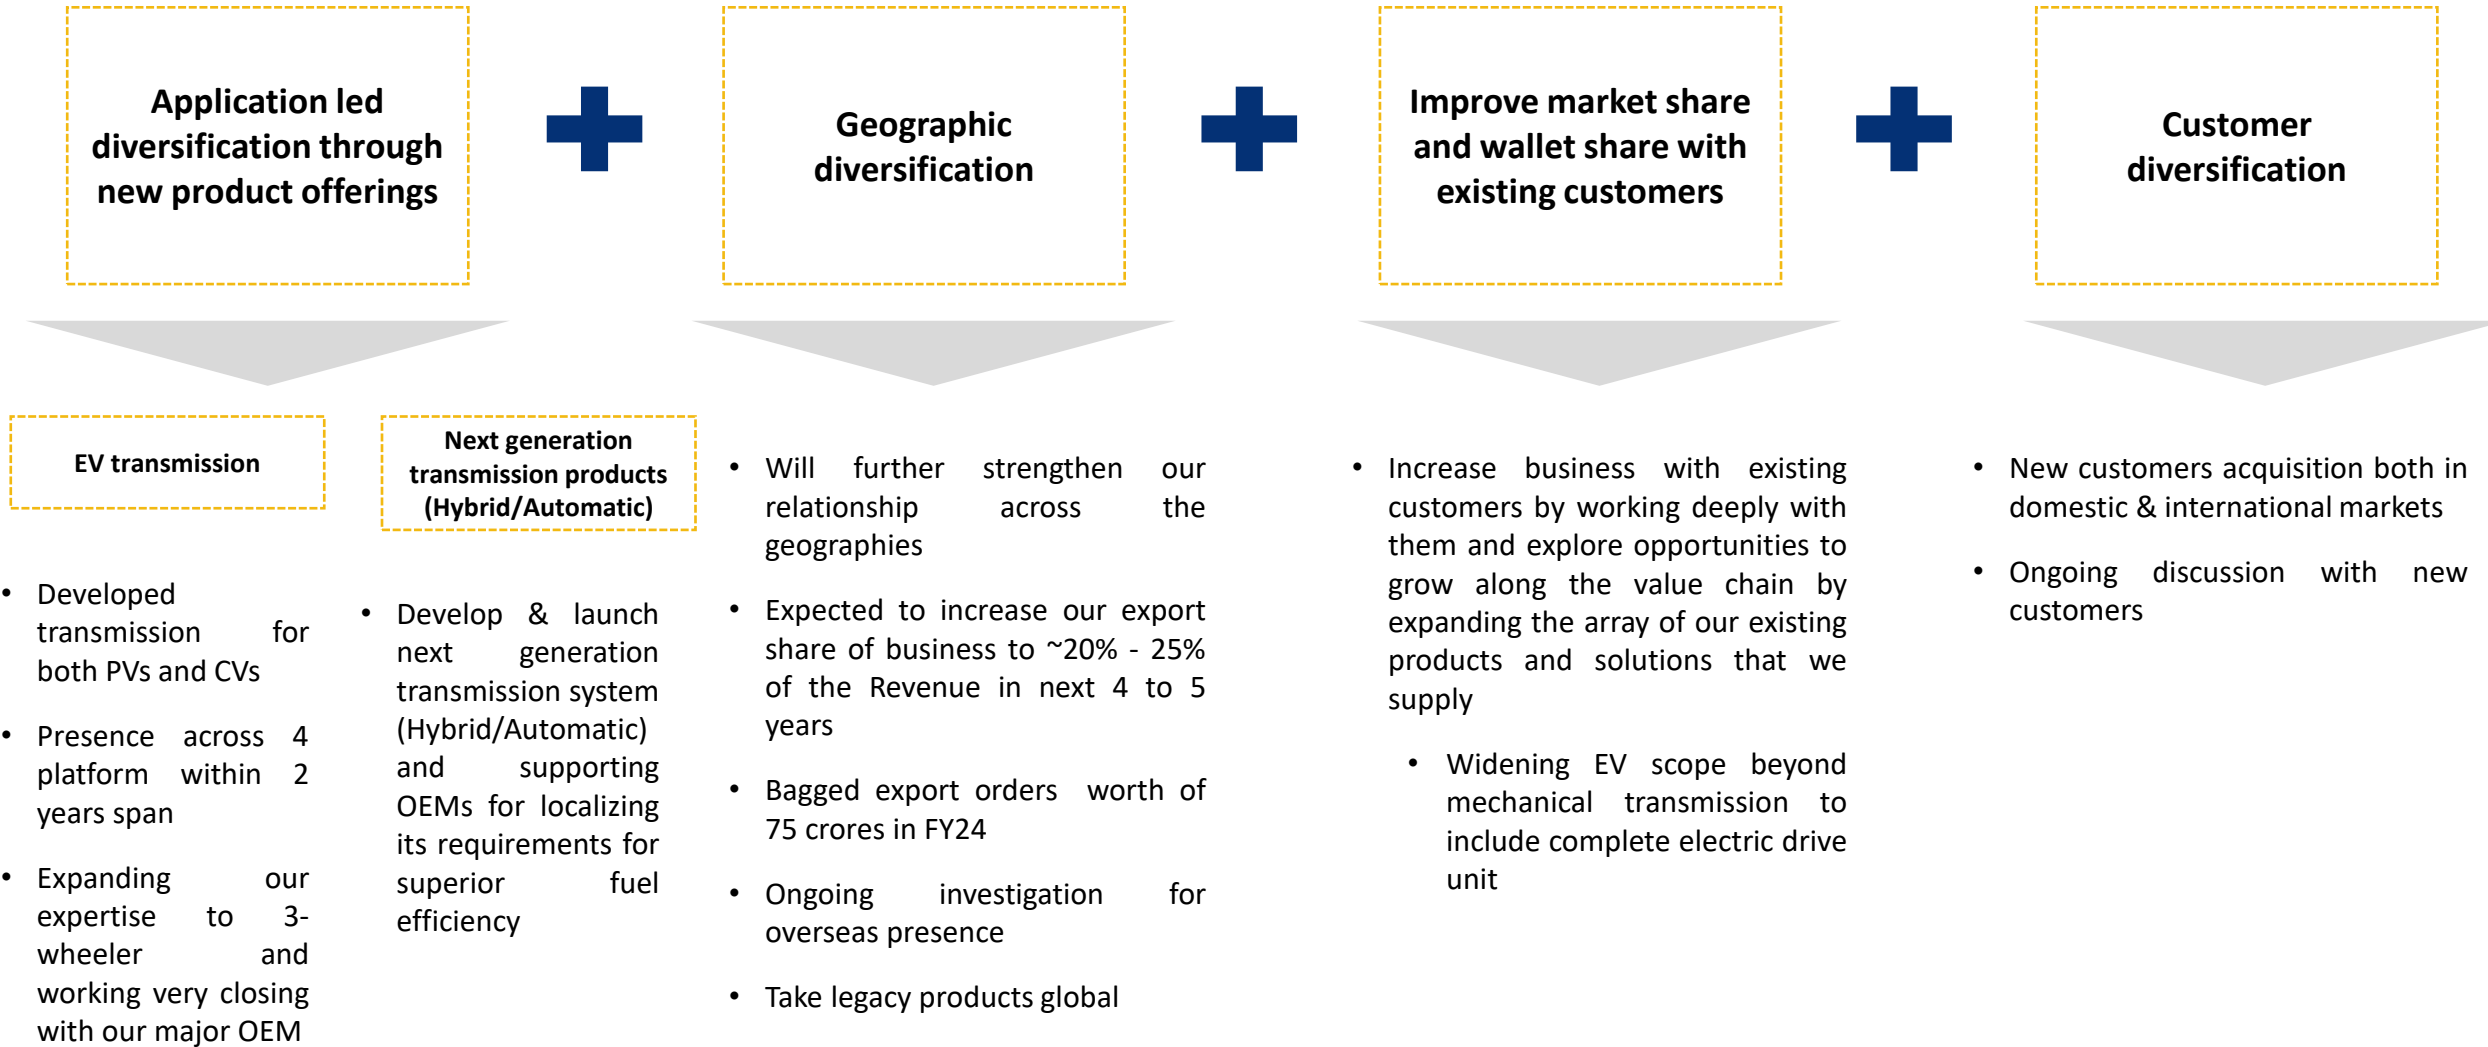 Application led
diversification through
new product offerings
Geographic
diversification
Improve market share
and wallet share with
existing customers
Customer
diversification
EV transmission
• Developed
transmission for
both PVs and CVs
• Presence across 4
platform within 2
years span
• Expanding our
expertise to 3-
wheeler and
working very closing
with our major OEM
Next generation
transmission products
(Hybrid/Automatic)
• Develop & launch
next generation
transmission system
(Hybrid/Automatic)
and supporting
OEMs for localizing
its requirements for
superior fuel
efficiency
• Will further strengthen our
relationship across the
geographies
• Expected to increase our export
share of business to ~20% - 25%
of the Revenue in next 4 to 5
years
• Bagged export orders worth of
75 crores in FY24
• Ongoing investigation for
overseas presence
• Take legacy products global
• Increase business with existing
customers by working deeply with
them and explore opportunities to
grow along the value chain by
expanding the array of our existing
products and solutions that we
supply
• Widening EV scope beyond
mechanical transmission to
include complete electric drive
unit
• New customers acquisition both in
domestic & international markets
• Ongoing discussion with new
customers